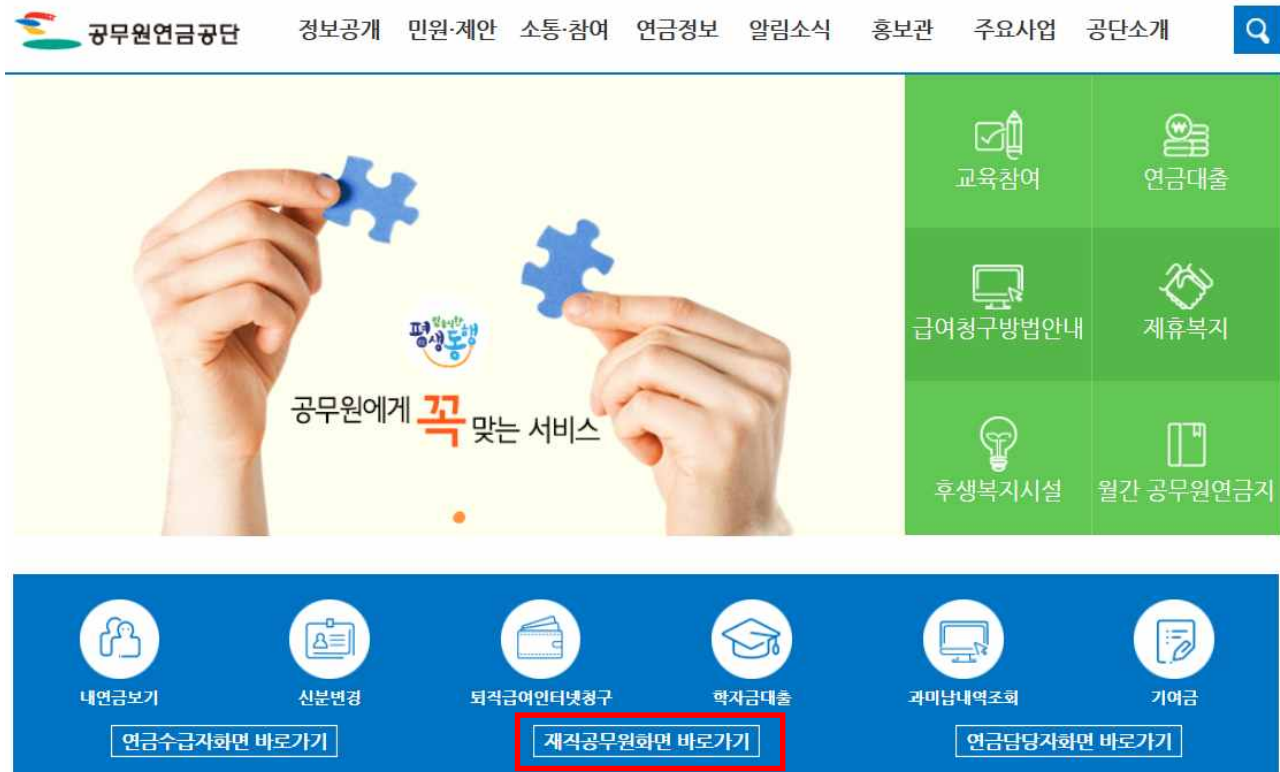 공무원연금공단
정보공개 민원·제안 소통·참여 연금정보 알림소식 홍보관 주요사업 공단소개
교육참여 연금대출
급여청구방법안내 제휴복지
후생복지시설 월간 공무원연금지
평생동행
공무원에게 꼭 맞는 서비스
내연금보기 신분변경 퇴직급여인터넷청구 학자금대출 과미납내역조회 기여금
연금수급자화면 바로가기 재직공무원화면 바로가기 연금담당자화면 바로가기